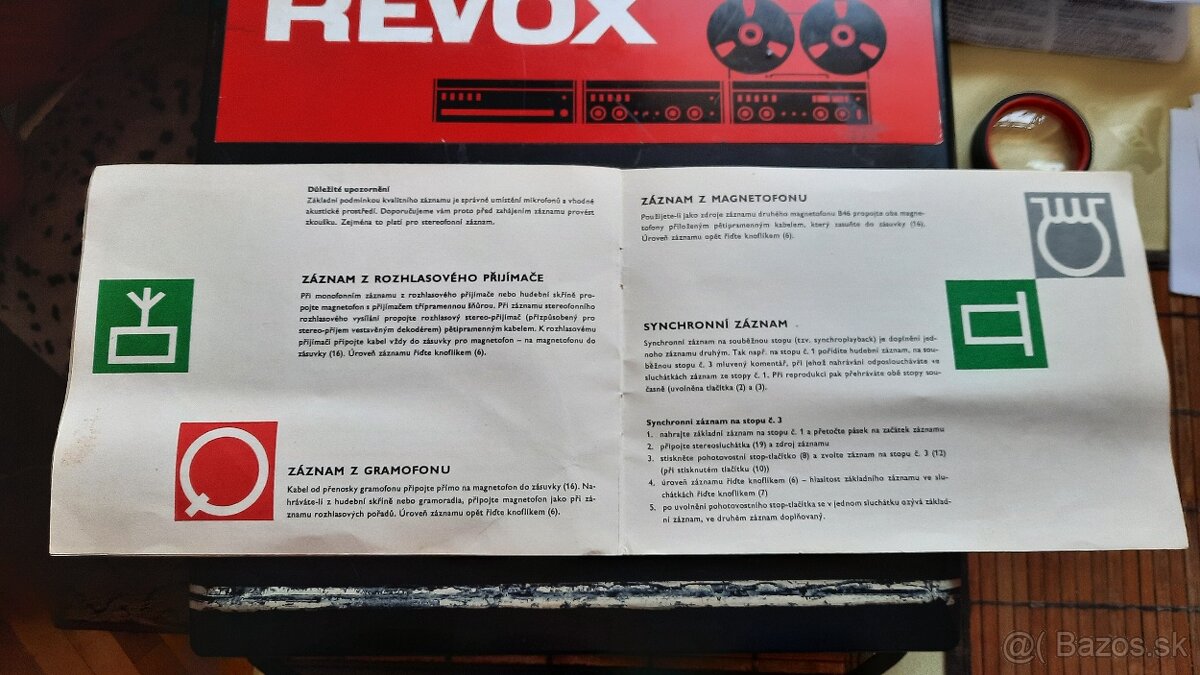 REVOX
Důležité upozornění
Základní podmínkou kvalitního záznamu je správné umístění mikrofonů a vhodné
akustické prostředí. Doporučujeme vám proto před zahájením záznamu provést
zkoušku. Zejména to platí pro stereofonní záznam.
ZÁZNAM Z ROZHLASOVÉHO PŘIJÍMAČE
Při monofonním záznamu z rozhlasového přijímače nebo hudební skříně pro-
pojte magnetofon s přijímačem třípramennou šňůrou. Při záznamu stereofonního
rozhlasového vysílání propojte rozhlasový stereo-přijímač (přizpůsobený pro
stereo-příjem vestavěným dekodérem) pětipramenným kabelem. K rozhlasovému
přijímači připojte kabel vždy do zásuvky pro magnetofon – na magnetofonu do
zásuvky (16). Úroveň záznamu řiďte knoflíkem (6).
ZÁZNAM Z GRAMOFONU
Kabel od přenosky gramofonu připojte přímo na magnetofon do zásuvky (16). Na-
hráváte-li z hudební skříně nebo gramoradia, připojte magnetofon jako při zá-
znamu rozhlasových pořadů. Úroveň záznamu opět řiďte knoflíkem (6).
ZÁZNAM Z MAGNETOFONU
Použijete-li jako zdroje záznamu druhého magnetofonu B46 propojte oba magne-
tofony přiloženým pětipramenným kabelem, který zasuňte do zásuvky (16).
Úroveň záznamu opět řiďte knoflíkem (6).
SYNCHRONNÍ ZÁZNAM
Synchronní záznam na souběžnou stopu (tzv. synchroplayback) je doplnění jed-
noho záznamu druhým. Tak např. na stopu č. 1 pořídíte hudební záznam, na sou-
běžnou stopu č. 3 mluvený komentář, při jehož nahrávání odposloucháváte ve
sluchátkách záznam ze stopy č. 1. Při reprodukci pak přehráváte obě stopy sou-
časně (uvolněna tlačítka (2) a (3).
Synchronní záznam na stopu č. 3
1. nahrajte základní záznam na stopu č. 1 a přetočte pásek na začátek záznamu
2. připojte stereosluchátka (19) a zdroj záznamu
3. stiskněte pohotovostní stop-tlačítko (8) a zvolte záznam na stopu č. 3 (12)
(při stisknutém tlačítku (10))
4. úroveň záznamu řiďte knoflíkem (6) – hlasitost základního záznamu ve slu-
chátkách řiďte knoflíkem (7)
5. po uvolnění pohotovostního stop-tlačítka se v jednom sluchátku ozývá základ-
ní záznam, ve druhém záznam doplňovaný.
@( Bazos.sk